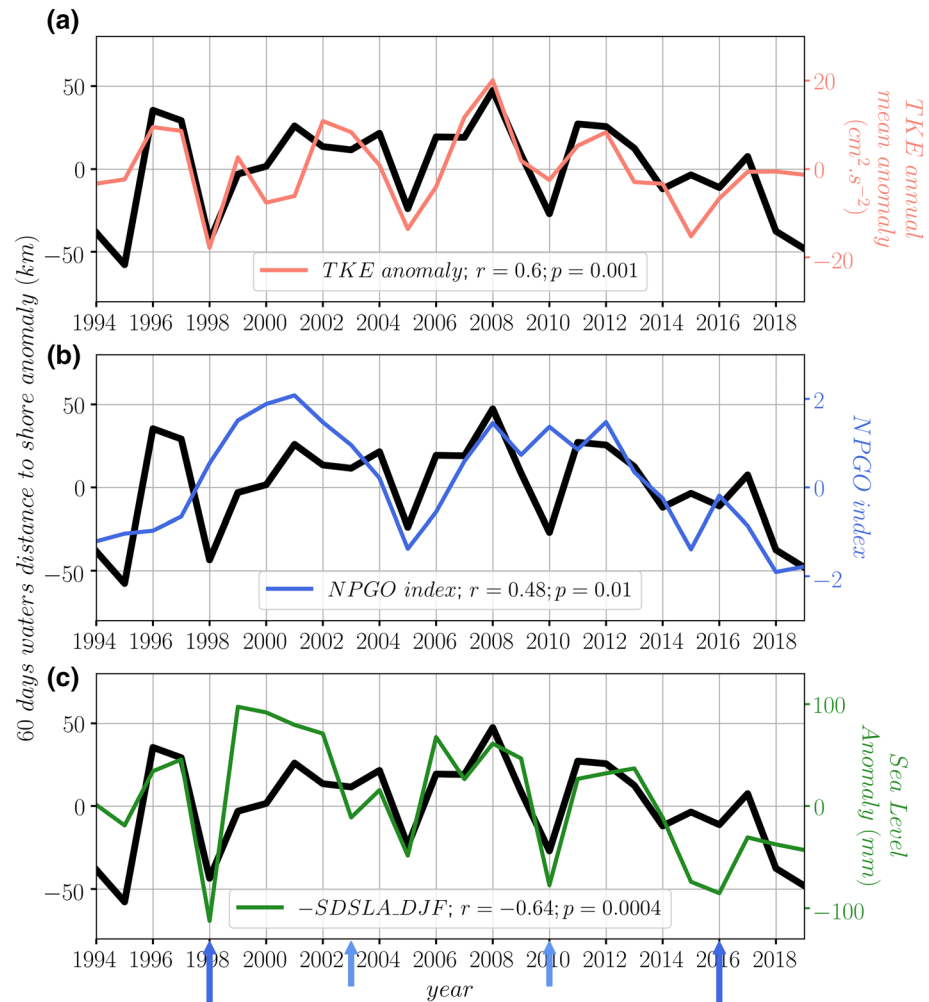 (a)
50
0
−50
20
0
−20
TKE annual
mean anomaly
(cm².s⁻²)
TKE anomaly; r = 0.6; p = 0.001
1994 1996 1998 2000 2002 2004 2006 2008 2010 2012 2014 2016 2018
60 days waters distance to shore anomaly (km)
(b)
50
0
−50
2
0
−2
NPGO index
NPGO index; r = 0.48; p = 0.01
1994 1996 1998 2000 2002 2004 2006 2008 2010 2012 2014 2016 2018
(c)
50
0
−50
100
0
−100
Sea Level
Anomaly (mm)
−SDSLA_DJF; r = −0.64; p = 0.0004
1994 1996 1998 2000 2002 2004 2006 2008 2010 2012 2014 2016 2018
year